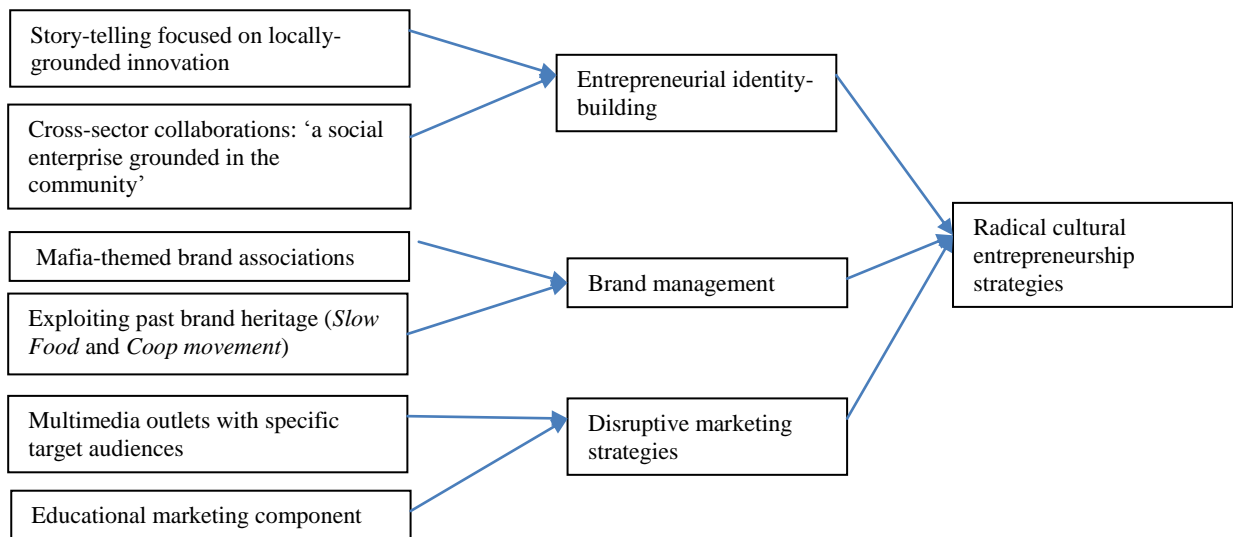 Story-telling focused on locally-
grounded innovation
Cross-sector collaborations: ‘a social
enterprise grounded in the
community’
Mafia-themed brand associations
Exploiting past brand heritage (Slow
Food and Coop movement)
Multimedia outlets with specific
target audiences
Educational marketing component
Entrepreneurial identity-
building
Brand management
Disruptive marketing
strategies
Radical cultural
entrepreneurship
strategies